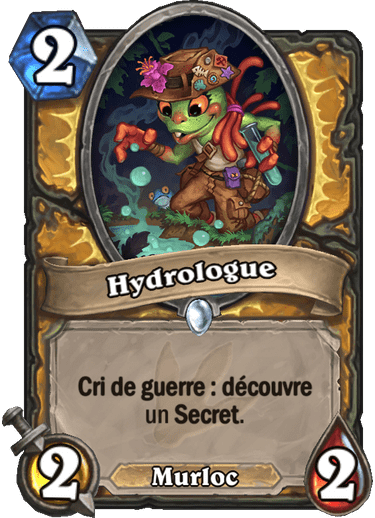 2
Hydrologue
Cri de guerre : découvre
un Secret.
2
Murloc
2